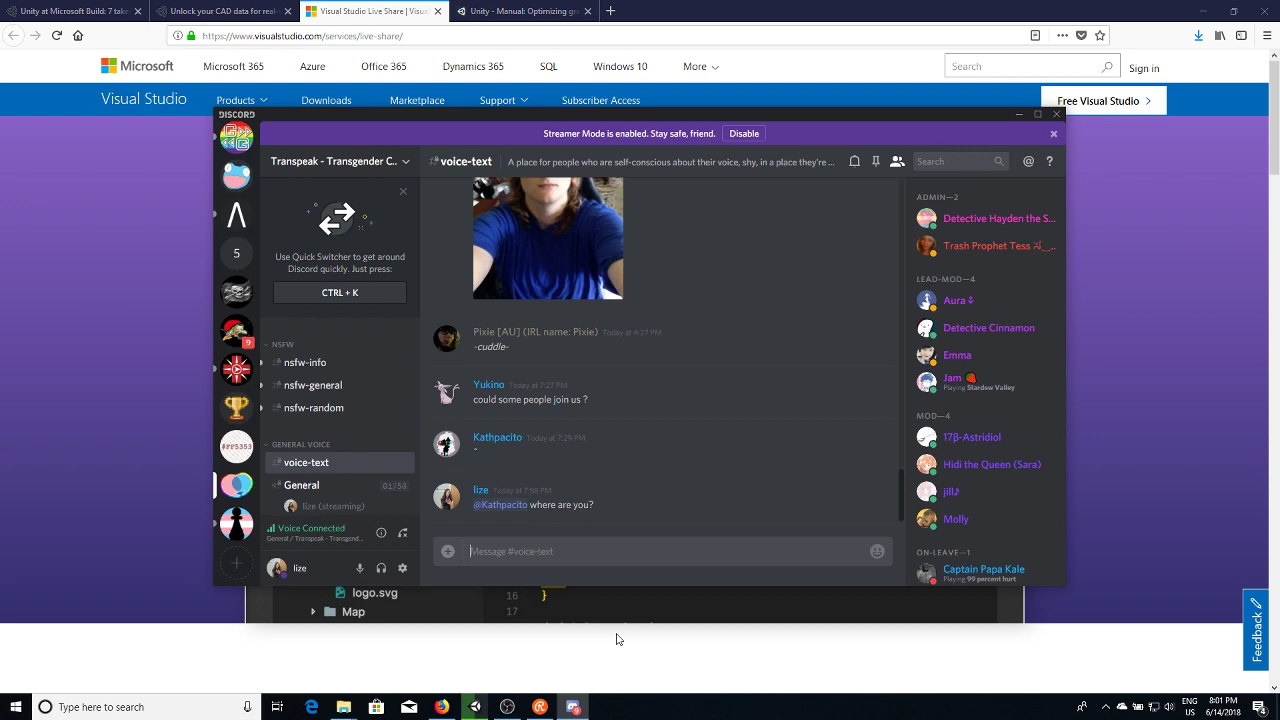 Unity at Microsoft Build: 7 take
Unlock your CAD data for real-
Visual Studio Live Share | Visual
Unity - Manual: Optimizing gra
https://www.visualstudio.com/services/live-share/
Microsoft
Microsoft 365
Azure
Office 365
Dynamics 365
SQL
Windows 10
More
Search
Sign in
Visual Studio
Products
Downloads
Marketplace
Support
Subscriber Access
Free Visual Studio
DISCORD
Streamer Mode is enabled. Stay safe, friend.
Disable
Transpeak - Transgender C...
voice-text
A place for people who are self-conscious about their voice, shy, in a place they're ...
Search
5
9
#FF5353
Use Quick Switcher to get around
Discord quickly. Just press:
CTRL + K
NSFW
nsfw-info
nsfw-general
nsfw-random
GENERAL VOICE
voice-text
General
01/50
lize (streaming)
Voice Connected
General / Transpeak - Transgend...
lize
Pixie [AU] (IRL name: Pixie) Today at 4:27 PM
-cuddle-
Yukino Today at 7:27 PM
could some people join us ?
Kathpacito Today at 7:29 PM
^
lize Today at 7:58 PM
@Kathpacito where are you?
Message #voice-text
ADMIN—2
Detective Hayden the S...
Trash Prophet Tess
LEAD-MOD—4
Aura
Detective Cinnamon
Emma
Jam 🍓
Playing Stardew Valley
MOD—4
17β-Astridiol
Hidi the Queen (Sara)
jill♪
Molly
ON-LEAVE—1
Captain Papa Kale
Playing 99 percent hurt
logo.svg
Map
16 }
17
Feedback
Type here to search
9
ENG
US
8:01 PM
6/14/2018
4